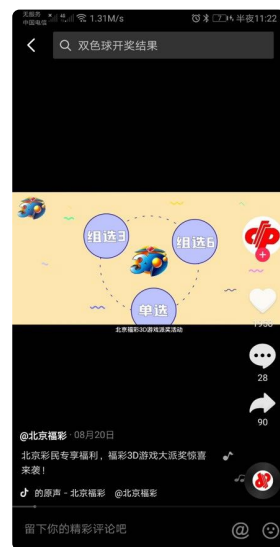 无服务
中国电信
1.31M/s
半夜11:22
双色球开奖结果
组选3
组选6
单选
北京福彩3D游戏派奖活动
1956
28
90
@北京福彩 · 08月20日
北京彩民专享福利，福彩3D游戏大派奖惊喜
来袭！
的原声 - 北京福彩 @北京福彩
留下你的精彩评论吧